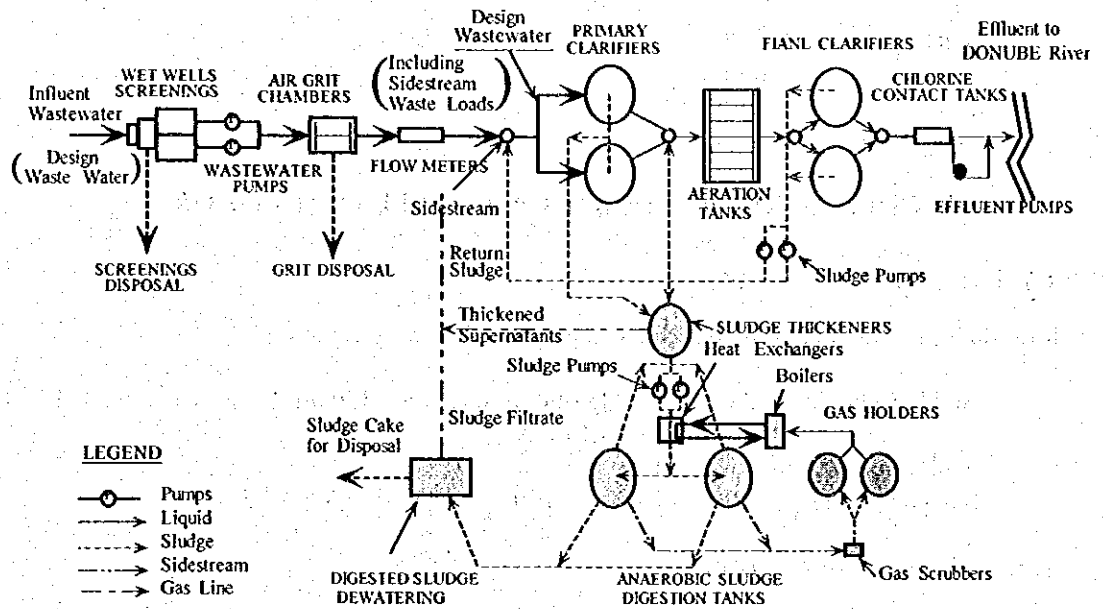 Design
Wastewater
PRIMARY
CLARIFIERS
Effluent to
DONUBE River
FIANL CLARIFIERS
WET WELLS
SCREENINGS
AIR GRIT
CHAMBERS
(Including
Sidestream
Waste Loads)
CHLORINE
CONTACT TANKS
Influent
Wastewater
(Design
Waste Water)
WASTEWATER
PUMPS
FLOW METERS
AERATION
TANKS
EFFLUENT PUMPS
Sidestream
SCREENINGS
DISPOSAL
GRIT DISPOSAL
Return
Sludge
Sludge Pumps
Thickened
Supernatants
SLUDGE THICKENERS
Heat Exchangers
Sludge Pumps
Boilers
GAS HOLDERS
Sludge Filtrate
Sludge Cake
for Disposal
LEGEND
Pumps
Liquid
Sludge
Sidestream
Gas Line
DIGESTED SLUDGE
DEWATERING
ANAEROBIC SLUDGE
DIGESTION TANKS
Gas Scrubbers